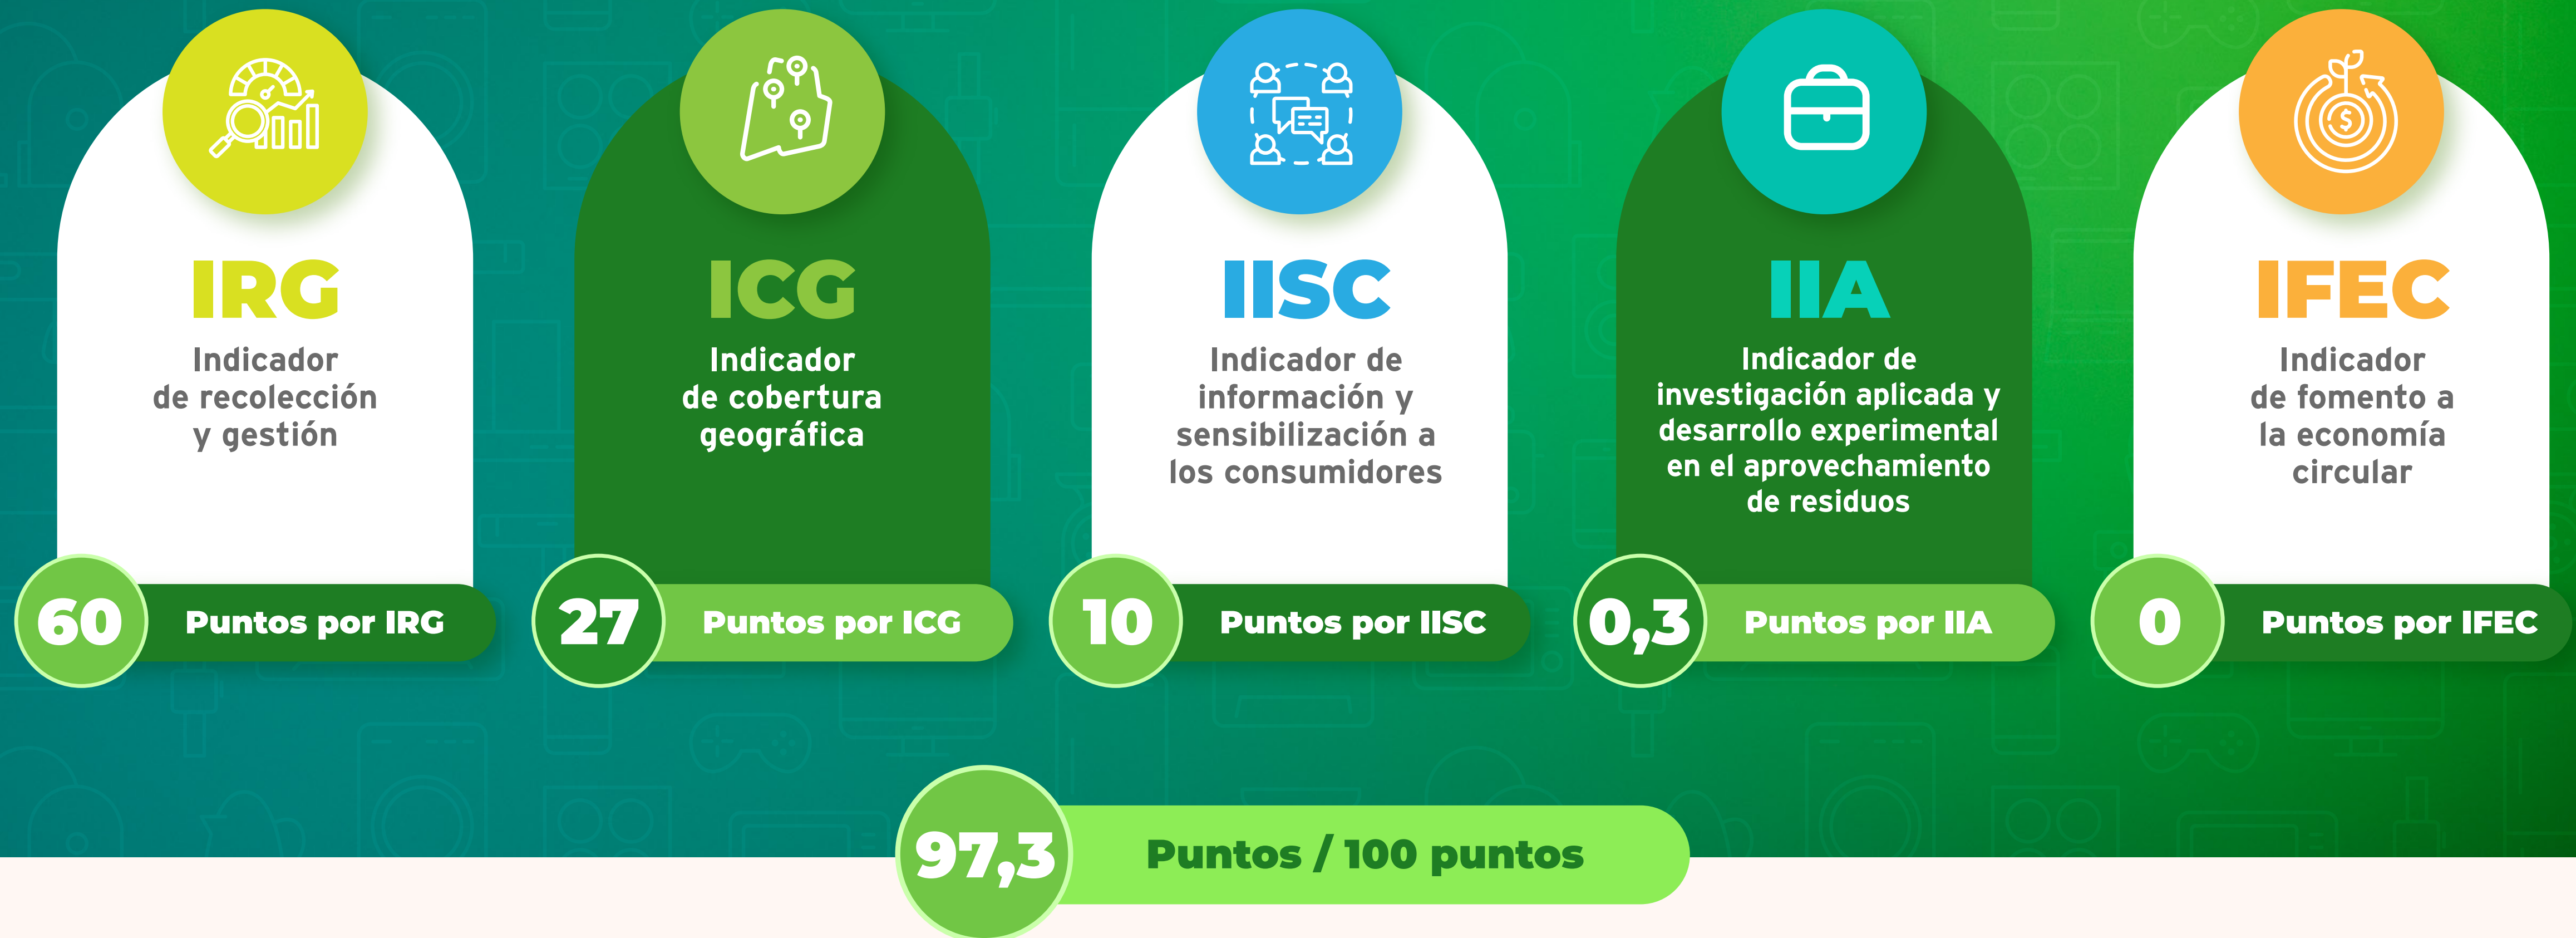 IRG
Indicador
de recolección
y gestión
60
Puntos por IRG
ICG
Indicador
de cobertura
geográfica
27
Puntos por ICG
IISC
Indicador de
información y
sensibilización a
los consumidores
10
Puntos por IISC
IIA
Indicador de
investigación aplicada y
desarrollo experimental
en el aprovechamiento
de residuos
0,3
Puntos por IIA
IFEC
Indicador
de fomento a
la economía
circular
0
Puntos por IFEC
97,3
Puntos / 100 puntos